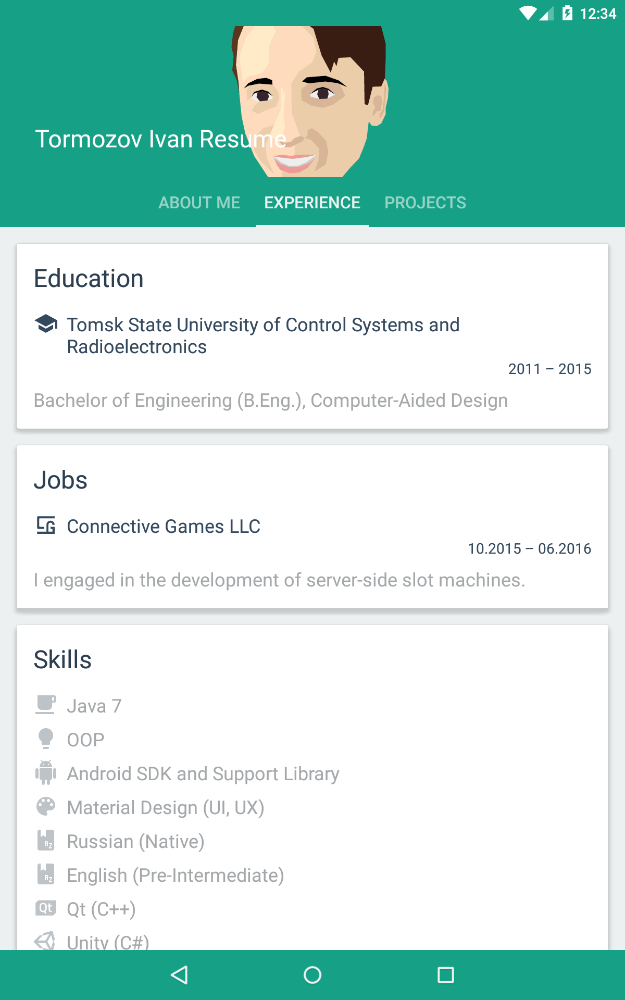 12:34
Tormozov Ivan Resume
ABOUT ME EXPERIENCE PROJECTS
Education
Tomsk State University of Control Systems and
Radioelectronics
2011 – 2015
Bachelor of Engineering (B.Eng.), Computer-Aided Design
Jobs
Connective Games LLC
10.2015 – 06.2016
I engaged in the development of server-side slot machines.
Skills
Java 7
OOP
Android SDK and Support Library
Material Design (UI, UX)
Russian (Native)
English (Pre-Intermediate)
Qt Qt (C++)
Unity (C#)